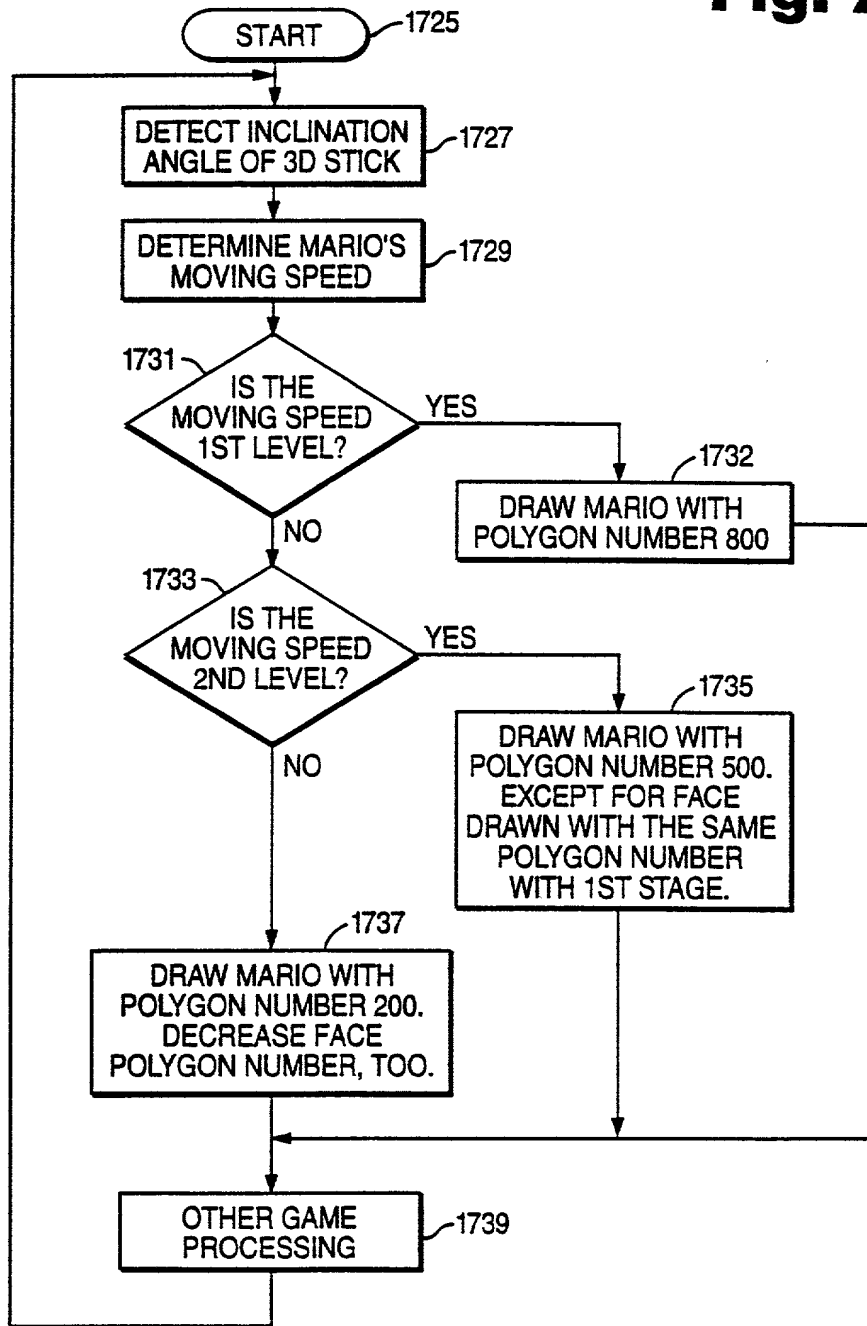 Fig.
START
1725
DETECT INCLINATION
ANGLE OF 3D STICK
1727
DETERMINE MARIO'S
MOVING SPEED
1729
1731
IS THE
MOVING SPEED
1ST LEVEL?
YES
1732
DRAW MARIO WITH
POLYGON NUMBER 800
NO
1733
IS THE
MOVING SPEED
2ND LEVEL?
YES
1735
DRAW MARIO WITH
POLYGON NUMBER 500.
EXCEPT FOR FACE
DRAWN WITH THE SAME
POLYGON NUMBER
WITH 1ST STAGE.
NO
1737
DRAW MARIO WITH
POLYGON NUMBER 200.
DECREASE FACE
POLYGON NUMBER, TOO.
OTHER GAME
PROCESSING
1739